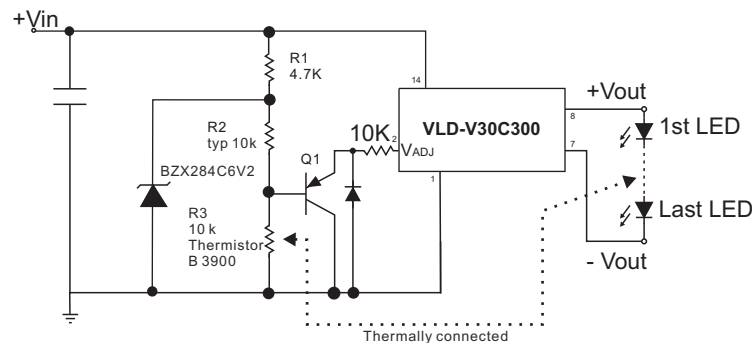 +Vin
R1
4.7K
14
+Vout
R2
typ 10k
10K
2
VLD-V30C300
8
1st LED
Q1
VADJ
7
BZX284C6V2
1
R3
10 k
Thermistor
B 3900
Last LED
- Vout
Thermally connected